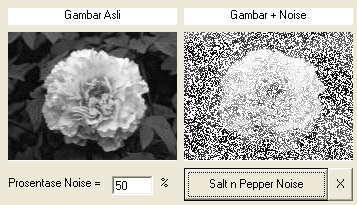 Gambar Asli
Gambar + Noise
Prosentase Noise = 50 %
Salt n Pepper Noise
X